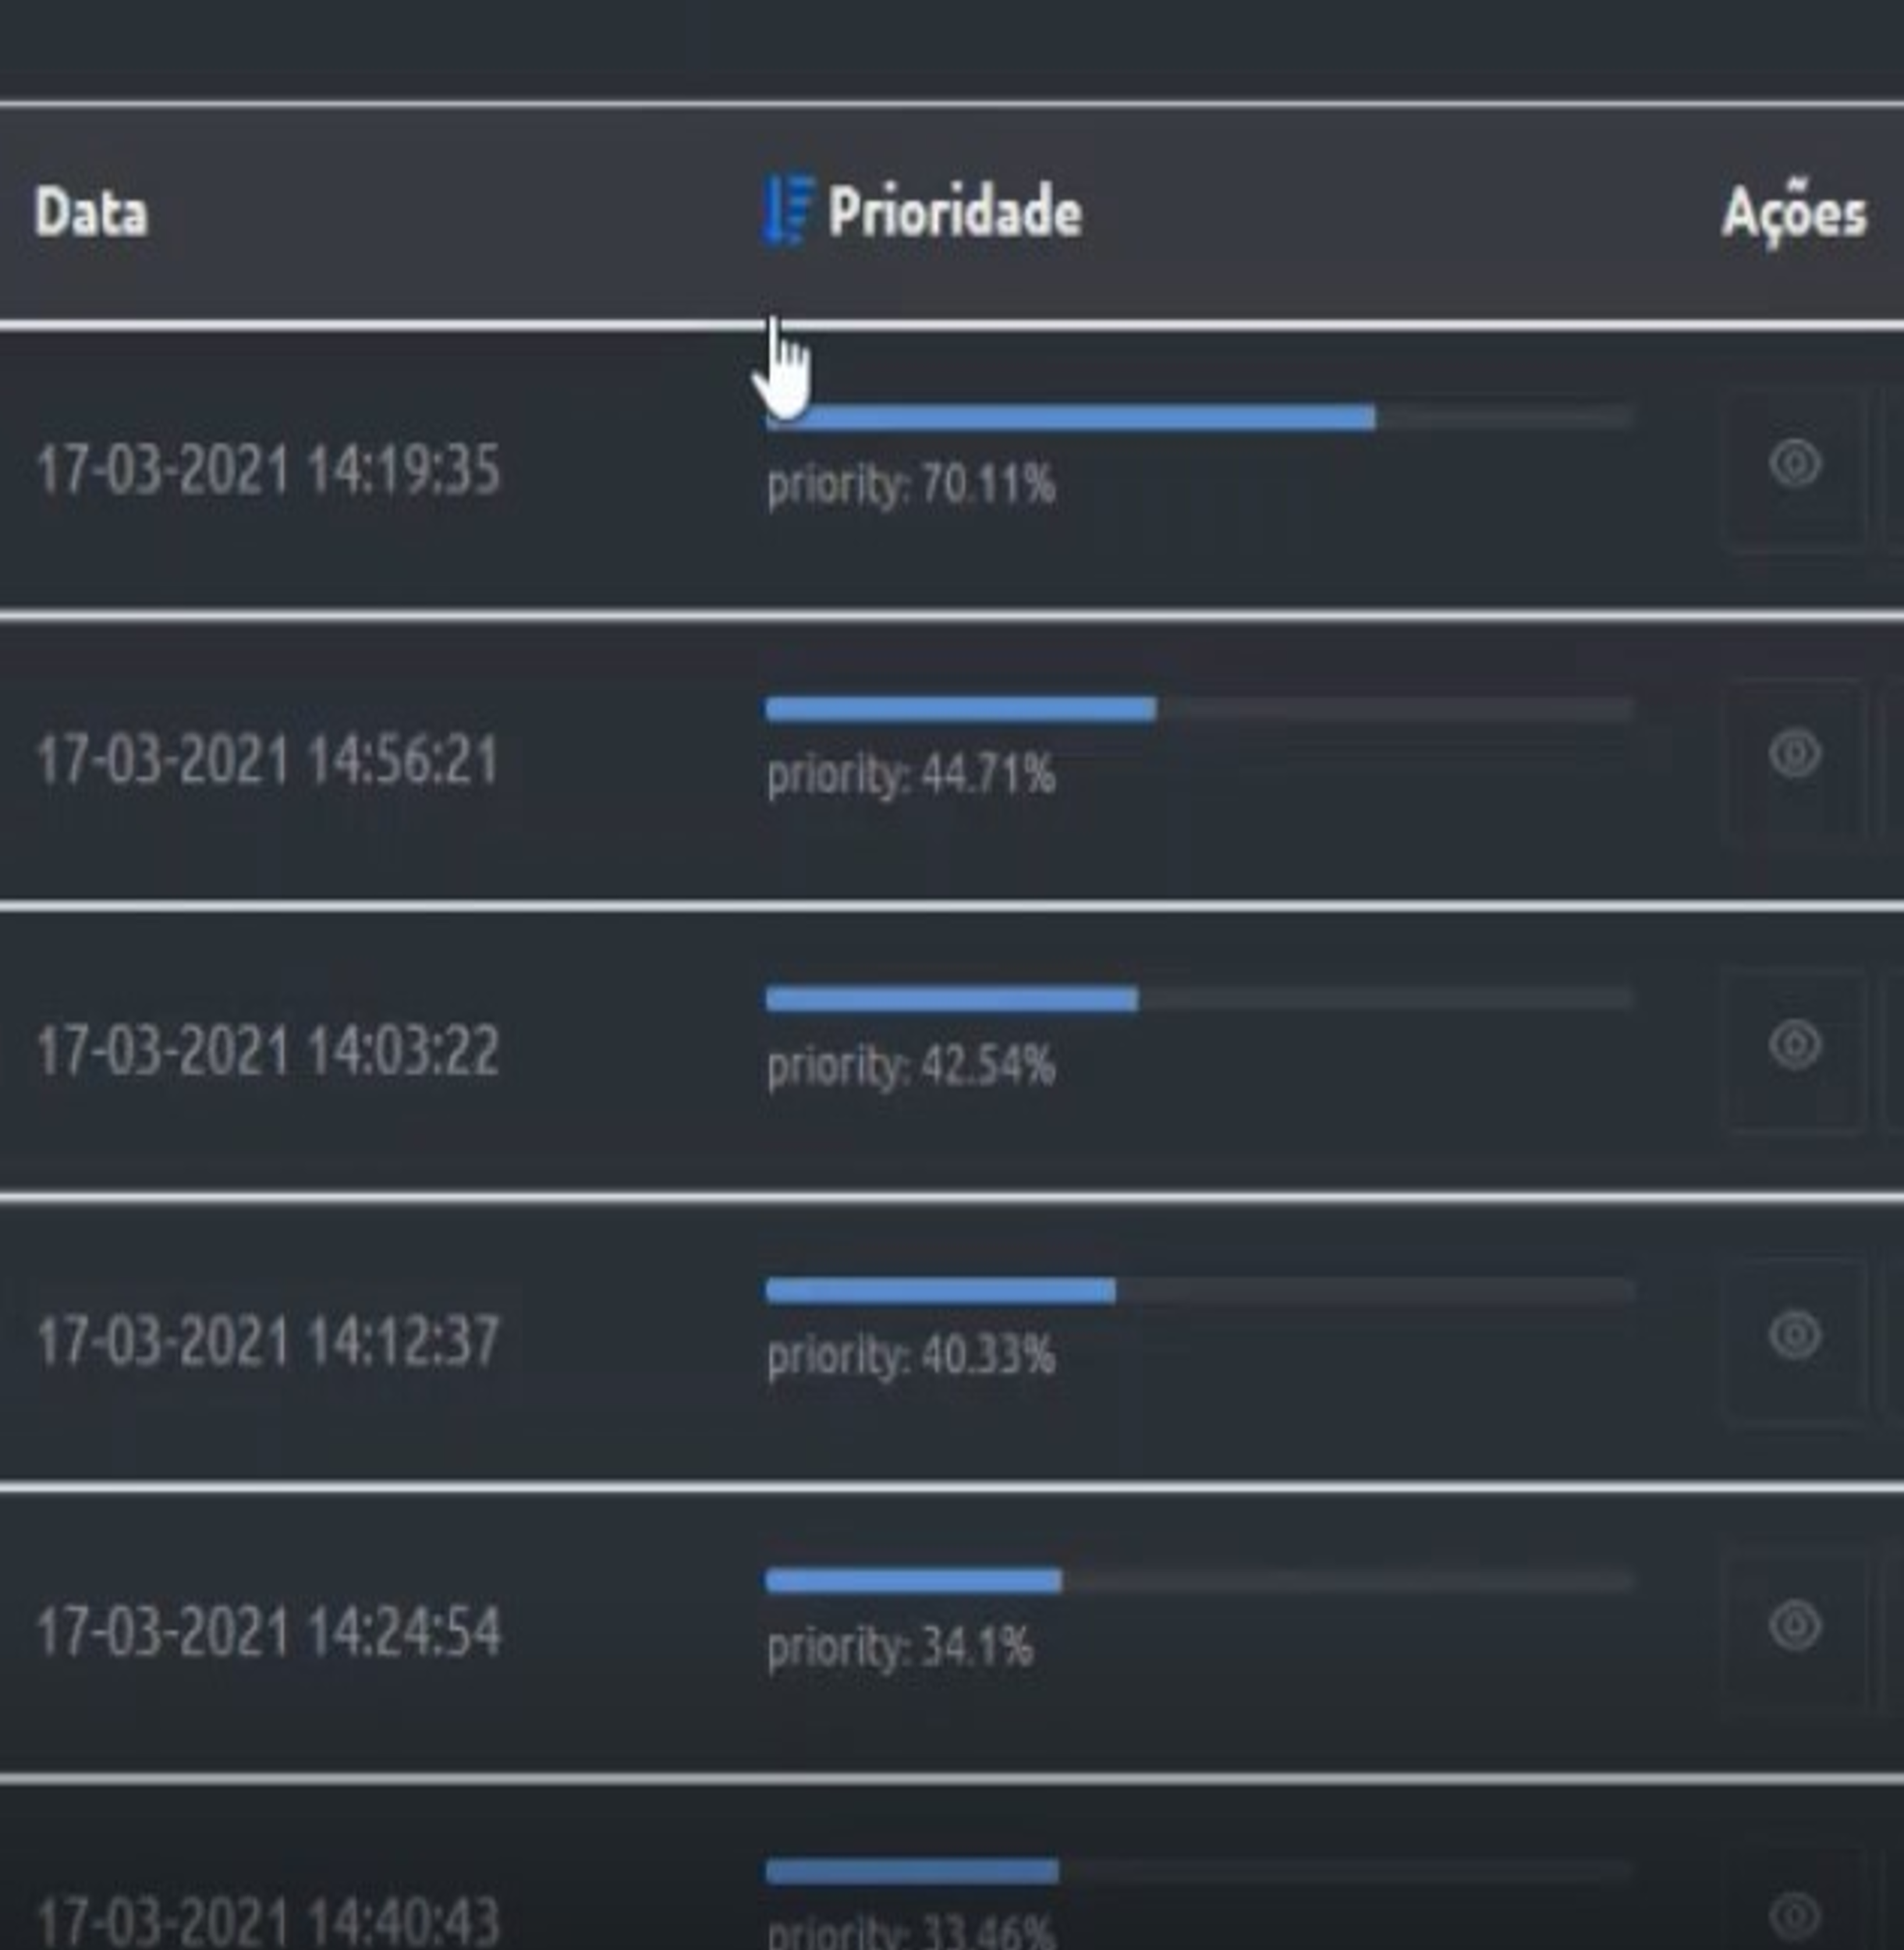 Data Prioridade Ações
17-03-2021 14:19:35 priority: 70.11%
17-03-2021 14:56:21 priority: 44.71%
17-03-2021 14:03:22 priority: 42.54%
17-03-2021 14:12:37 priority: 40.33%
17-03-2021 14:24:54 priority: 34.1%
17-03-2021 14:40:43 priority: 33.46%